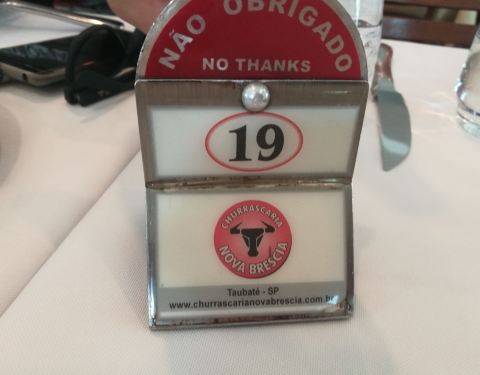 NÃO OBRIGADO
NO THANKS
19
CHURRASCARIA
NOVA BRESCIA
Taubaté - SP
www.churrascarianovabrescia.com.br